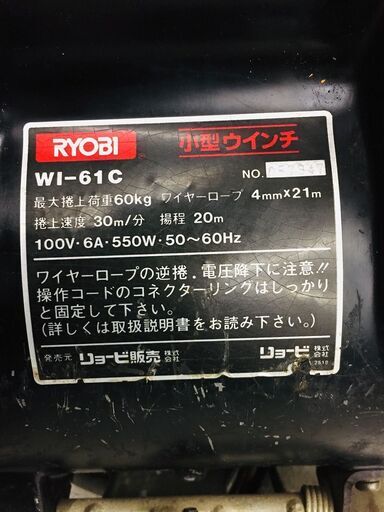 RYOBI 小型ウインチ
WI-61C NO.
最大捲上荷重60kg ワイヤーロープ 4mm×21m
捲上速度 30m/分 揚程 20m
100V・6A・550W・50〜60Hz
ワイヤーロープの逆捲・電圧降下に注意!!
操作コードのコネクターリングはしっかり
と固定して下さい。
(詳しくは取扱説明書をお読み下さい。)
発売元 リョービ販売株式会社 リョービ株式会社